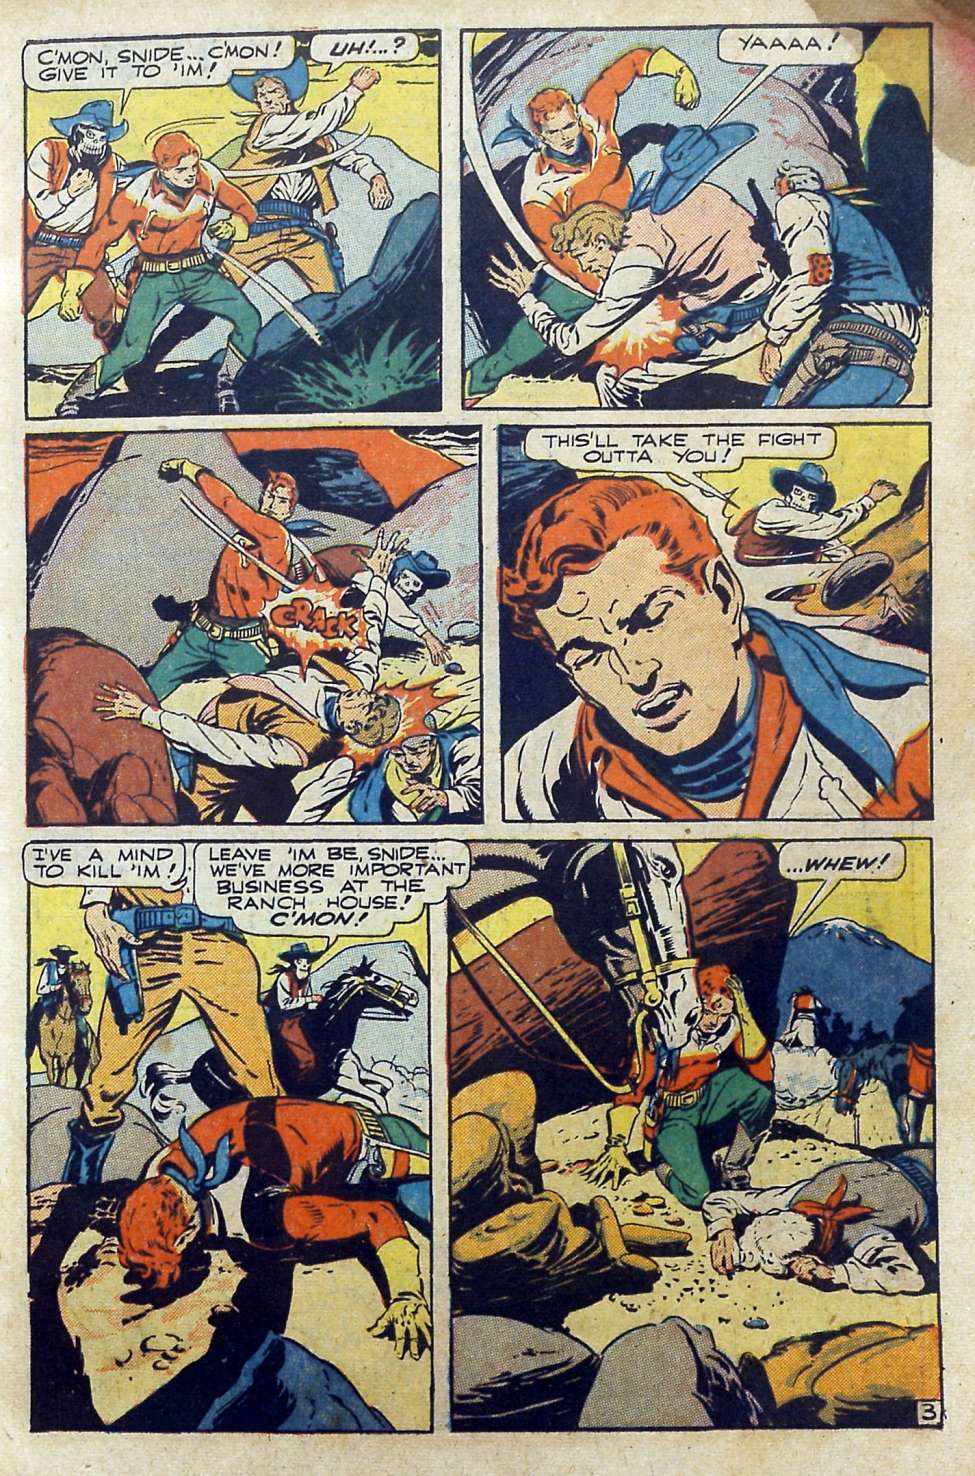 C'MON, SNIDE... C'MON!
GIVE IT TO 'IM!
UH!...?
YAAAA!
CRACK
THIS'LL TAKE THE FIGHT
OUTTA YOU!
I'VE A MIND
TO KILL 'IM!
LEAVE 'IM BE, SNIDE...
WE'VE MORE IMPORTANT
BUSINESS AT THE
RANCH HOUSE!
C'MON!
...WHEW!
3